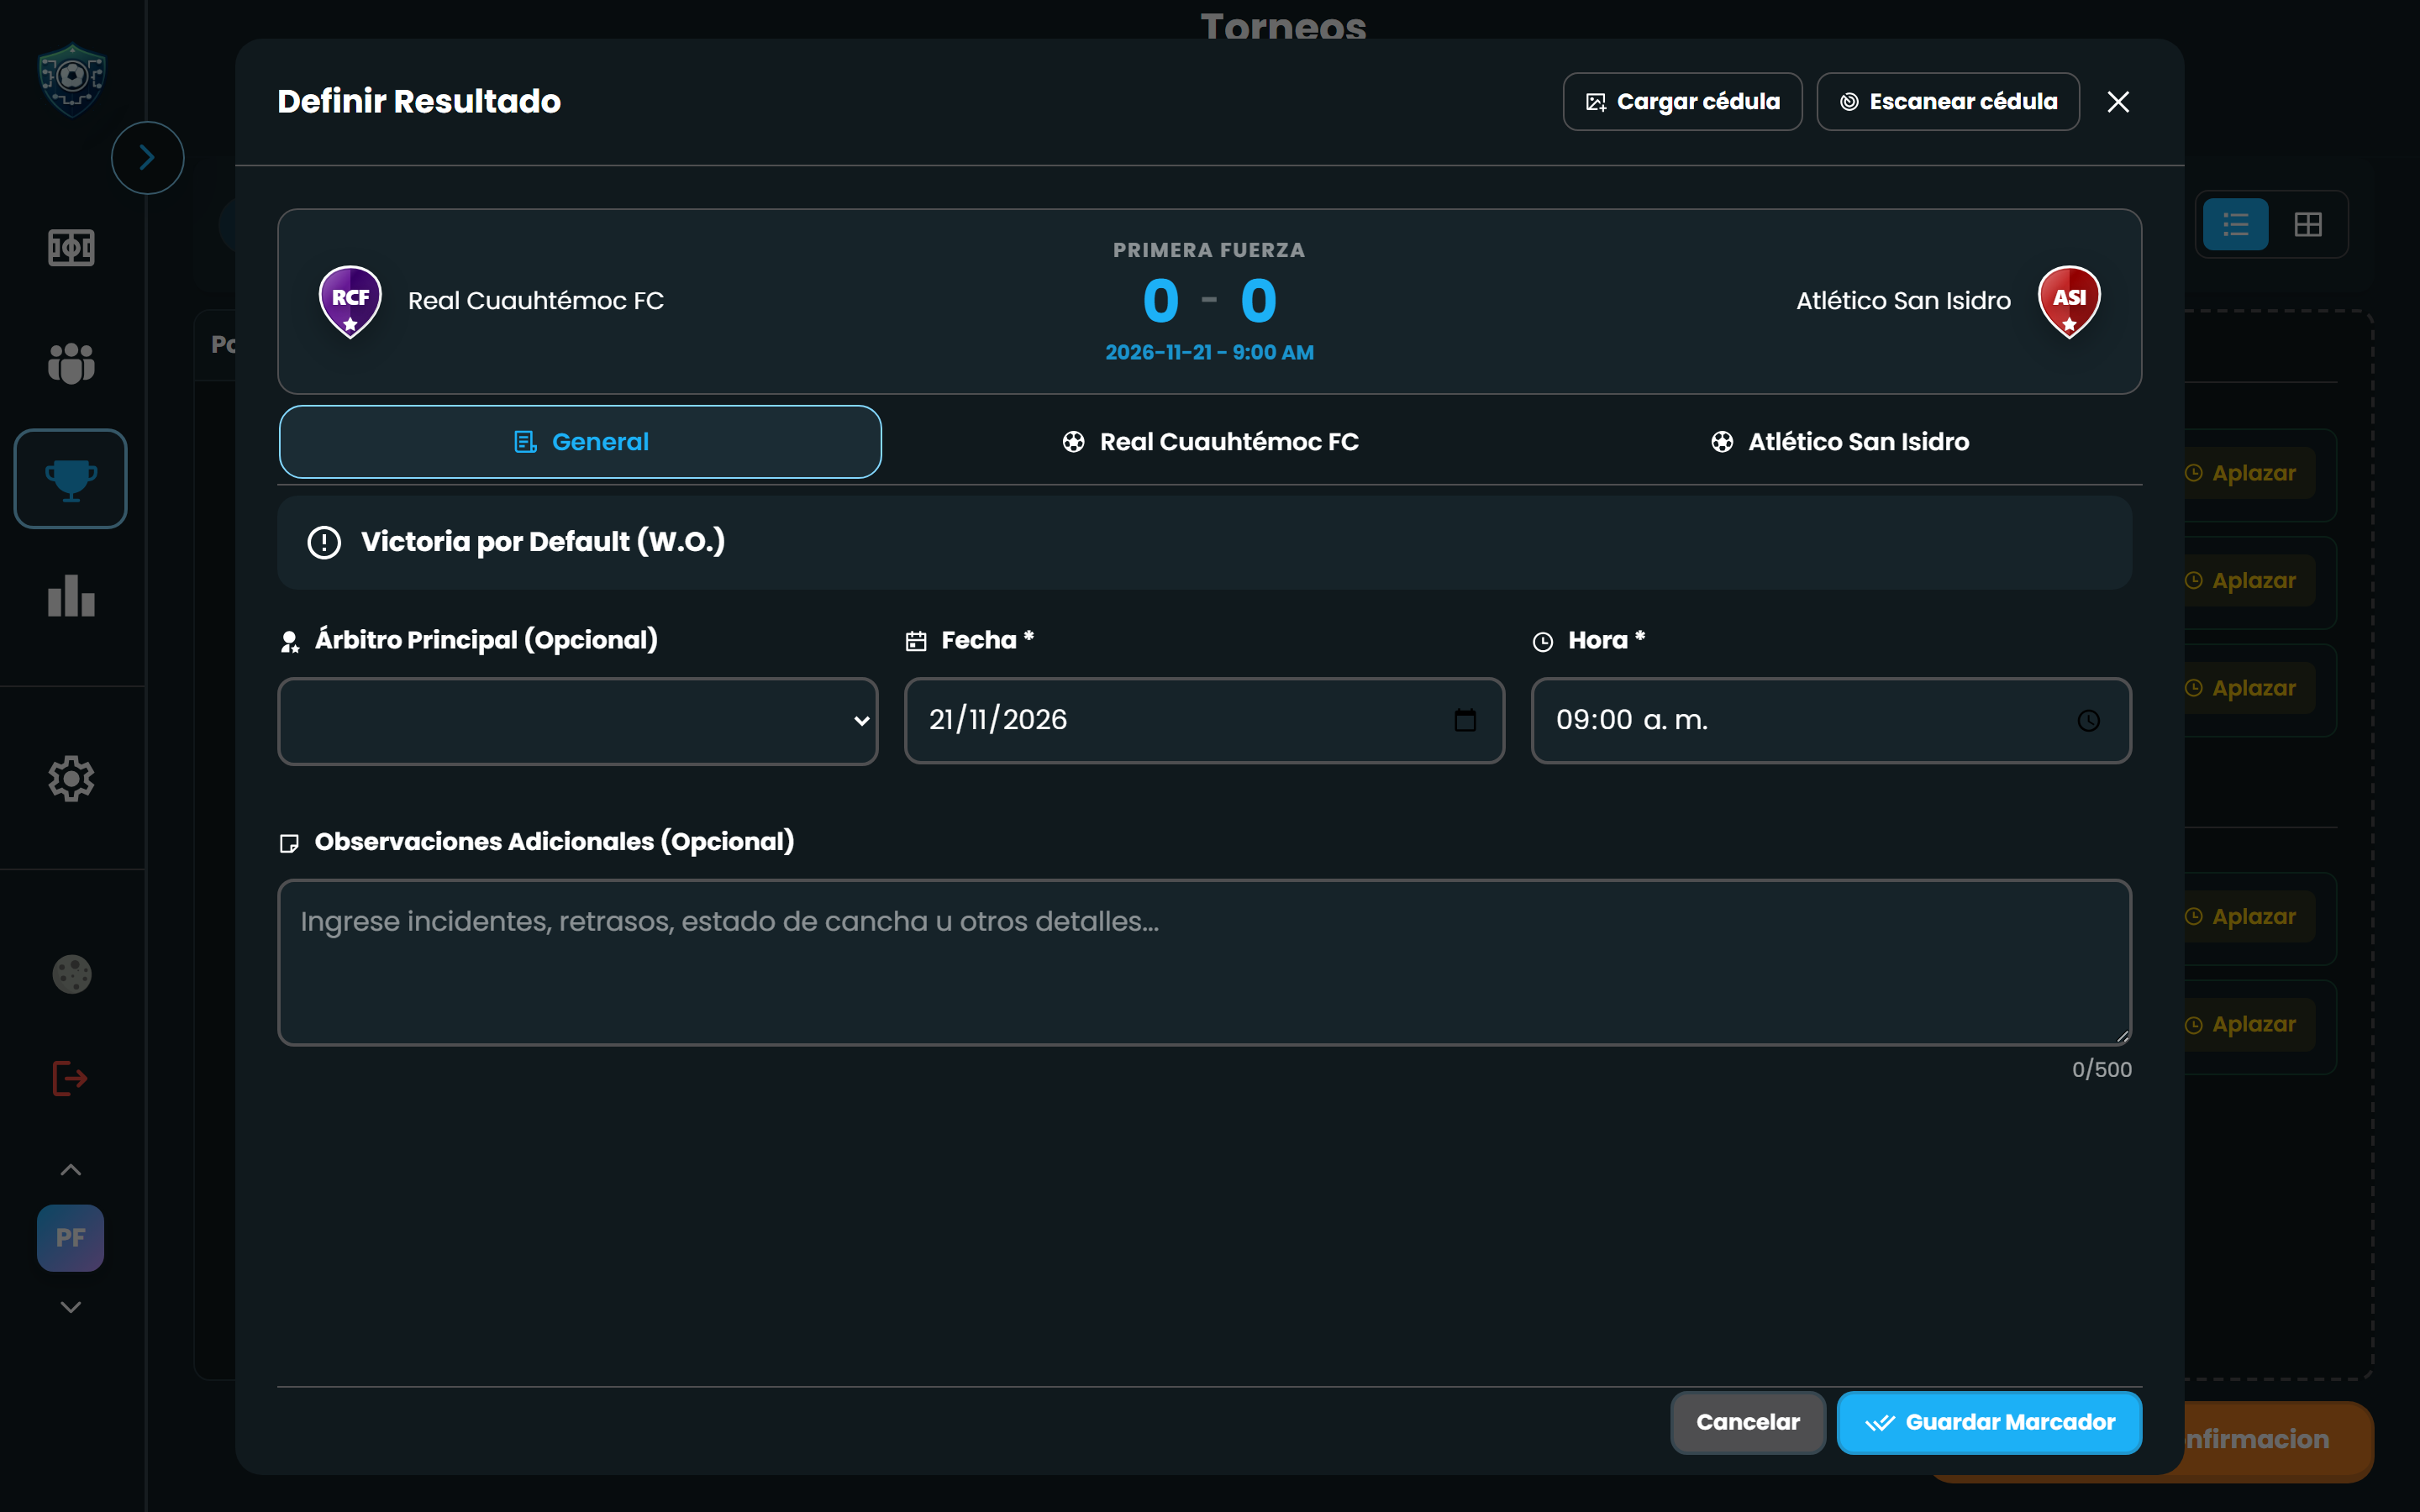 Torneos
Definir Resultado
Cargar cédula
Escanear cédula
PRIMERA FUERZA
RCF
Real Cuauhtémoc FC
0 - 0
Atlético San Isidro
ASI
2026-11-21 - 9:00 AM
General
Real Cuauhtémoc FC
Atlético San Isidro
Victoria por Default (W.O.)
Árbitro Principal (Opcional)
Fecha *
Hora *
21/11/2026
09:00 a. m.
Observaciones Adicionales (Opcional)
Ingrese incidentes, retrasos, estado de cancha u otros detalles...
0/500
Cancelar
Guardar Marcador
Aplazar
Aplazar
Aplazar
Aplazar
Aplazar
PF